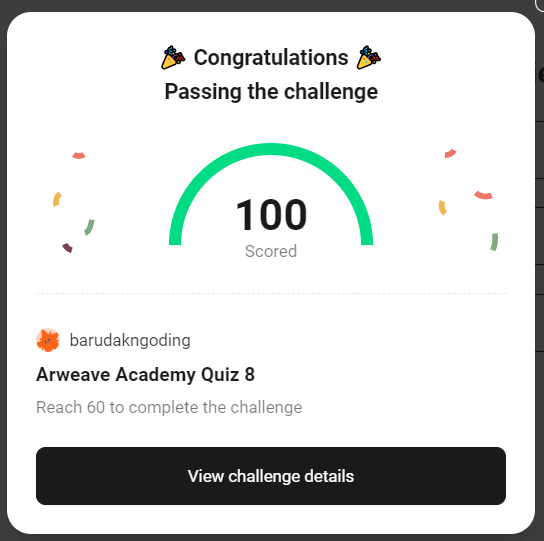 🎉 Congratulations 🎉
Passing the challenge
100
Scored
barudakngoding
Arweave Academy Quiz 8
Reach 60 to complete the challenge
View challenge details